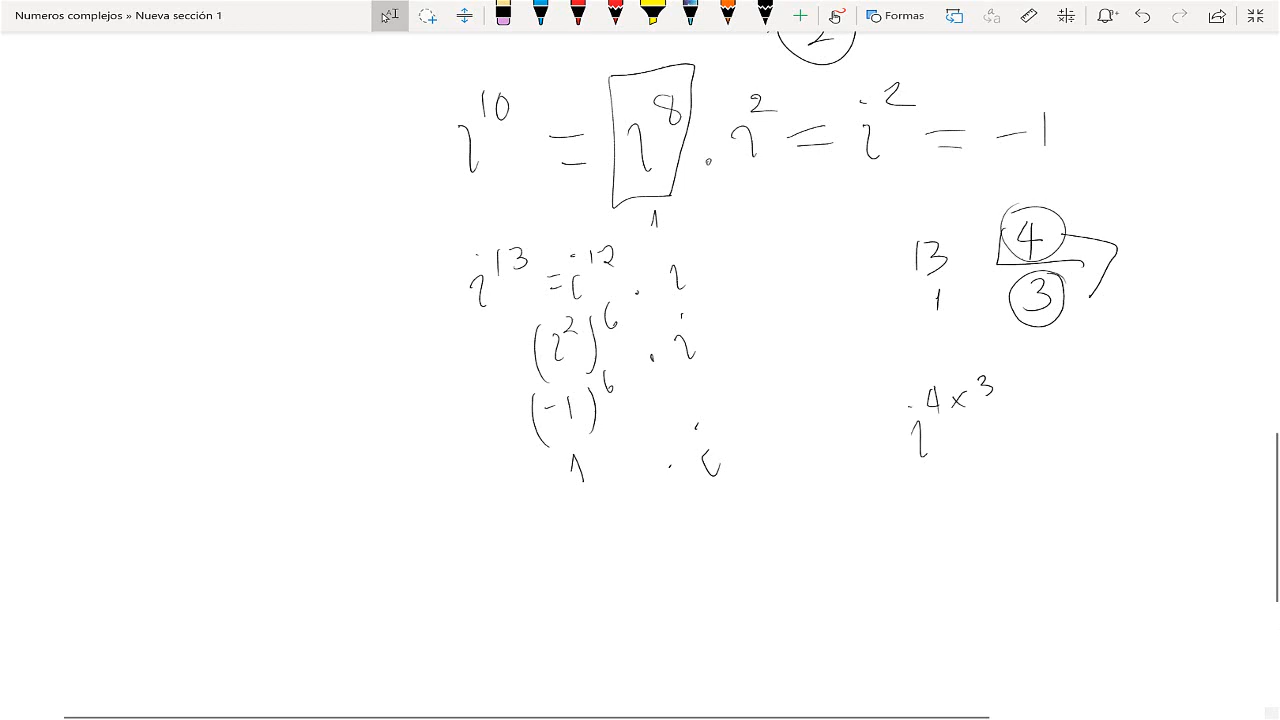 Numeros complejos » Nueva sección 1
Formas
2
i^10 = i^8 . i^2 = i^2 = -1
1
i^13 = i^12 . i
13 4
1 3
(i^2)^6 . i
(-1)^6
i^4x3
1 . i